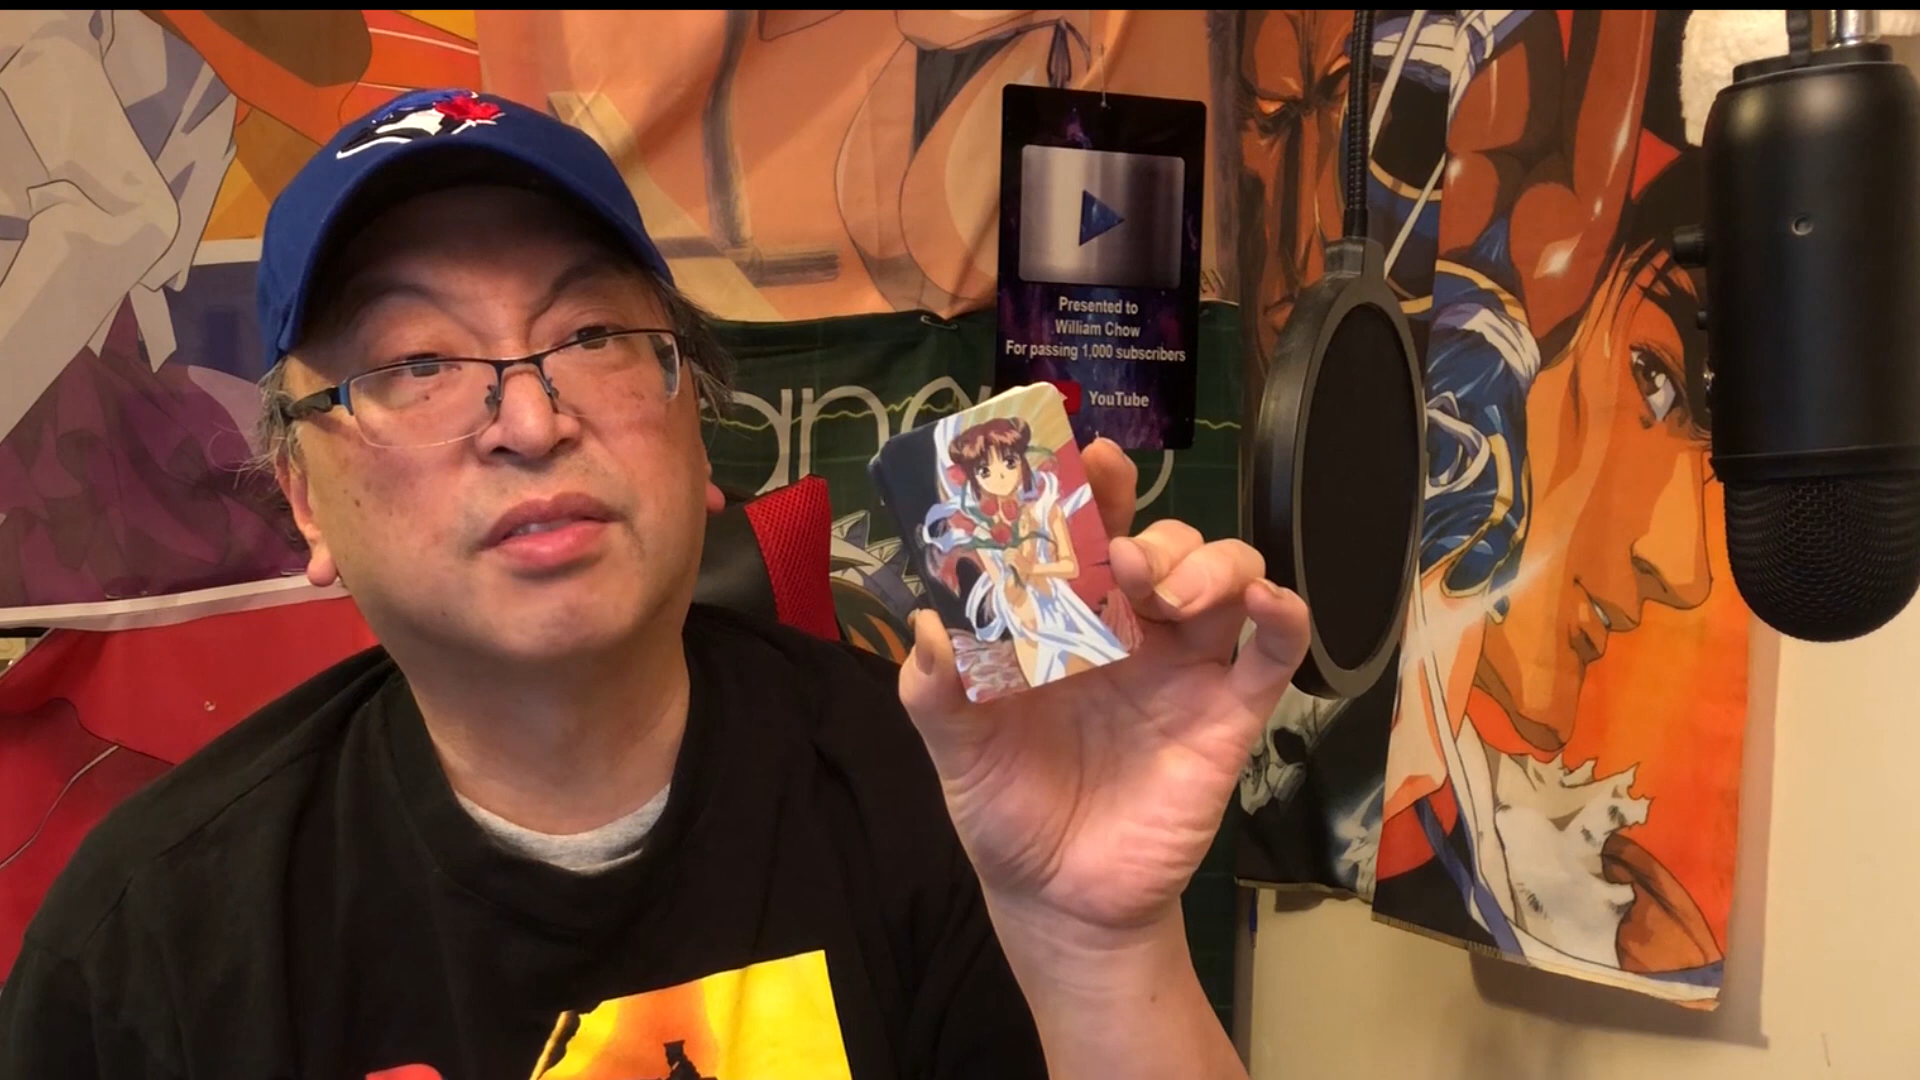 Presented to
William Chow
For passing 1,000 subscribers
YouTube